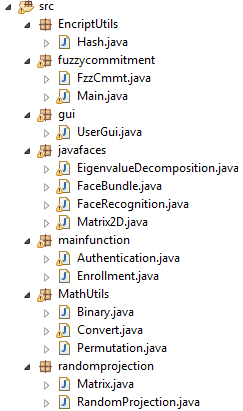 src
EncriptUtils
Hash.java
fuzzycommitment
FzzCmmt.java
Main.java
gui
UserGui.java
javafaces
EigenvalueDecomposition.java
FaceBundle.java
FaceRecognition.java
Matrix2D.java
mainfunction
Authentication.java
Enrollment.java
MathUtils
Binary.java
Convert.java
Permutation.java
randomprojection
Matrix.java
RandomProjection.java